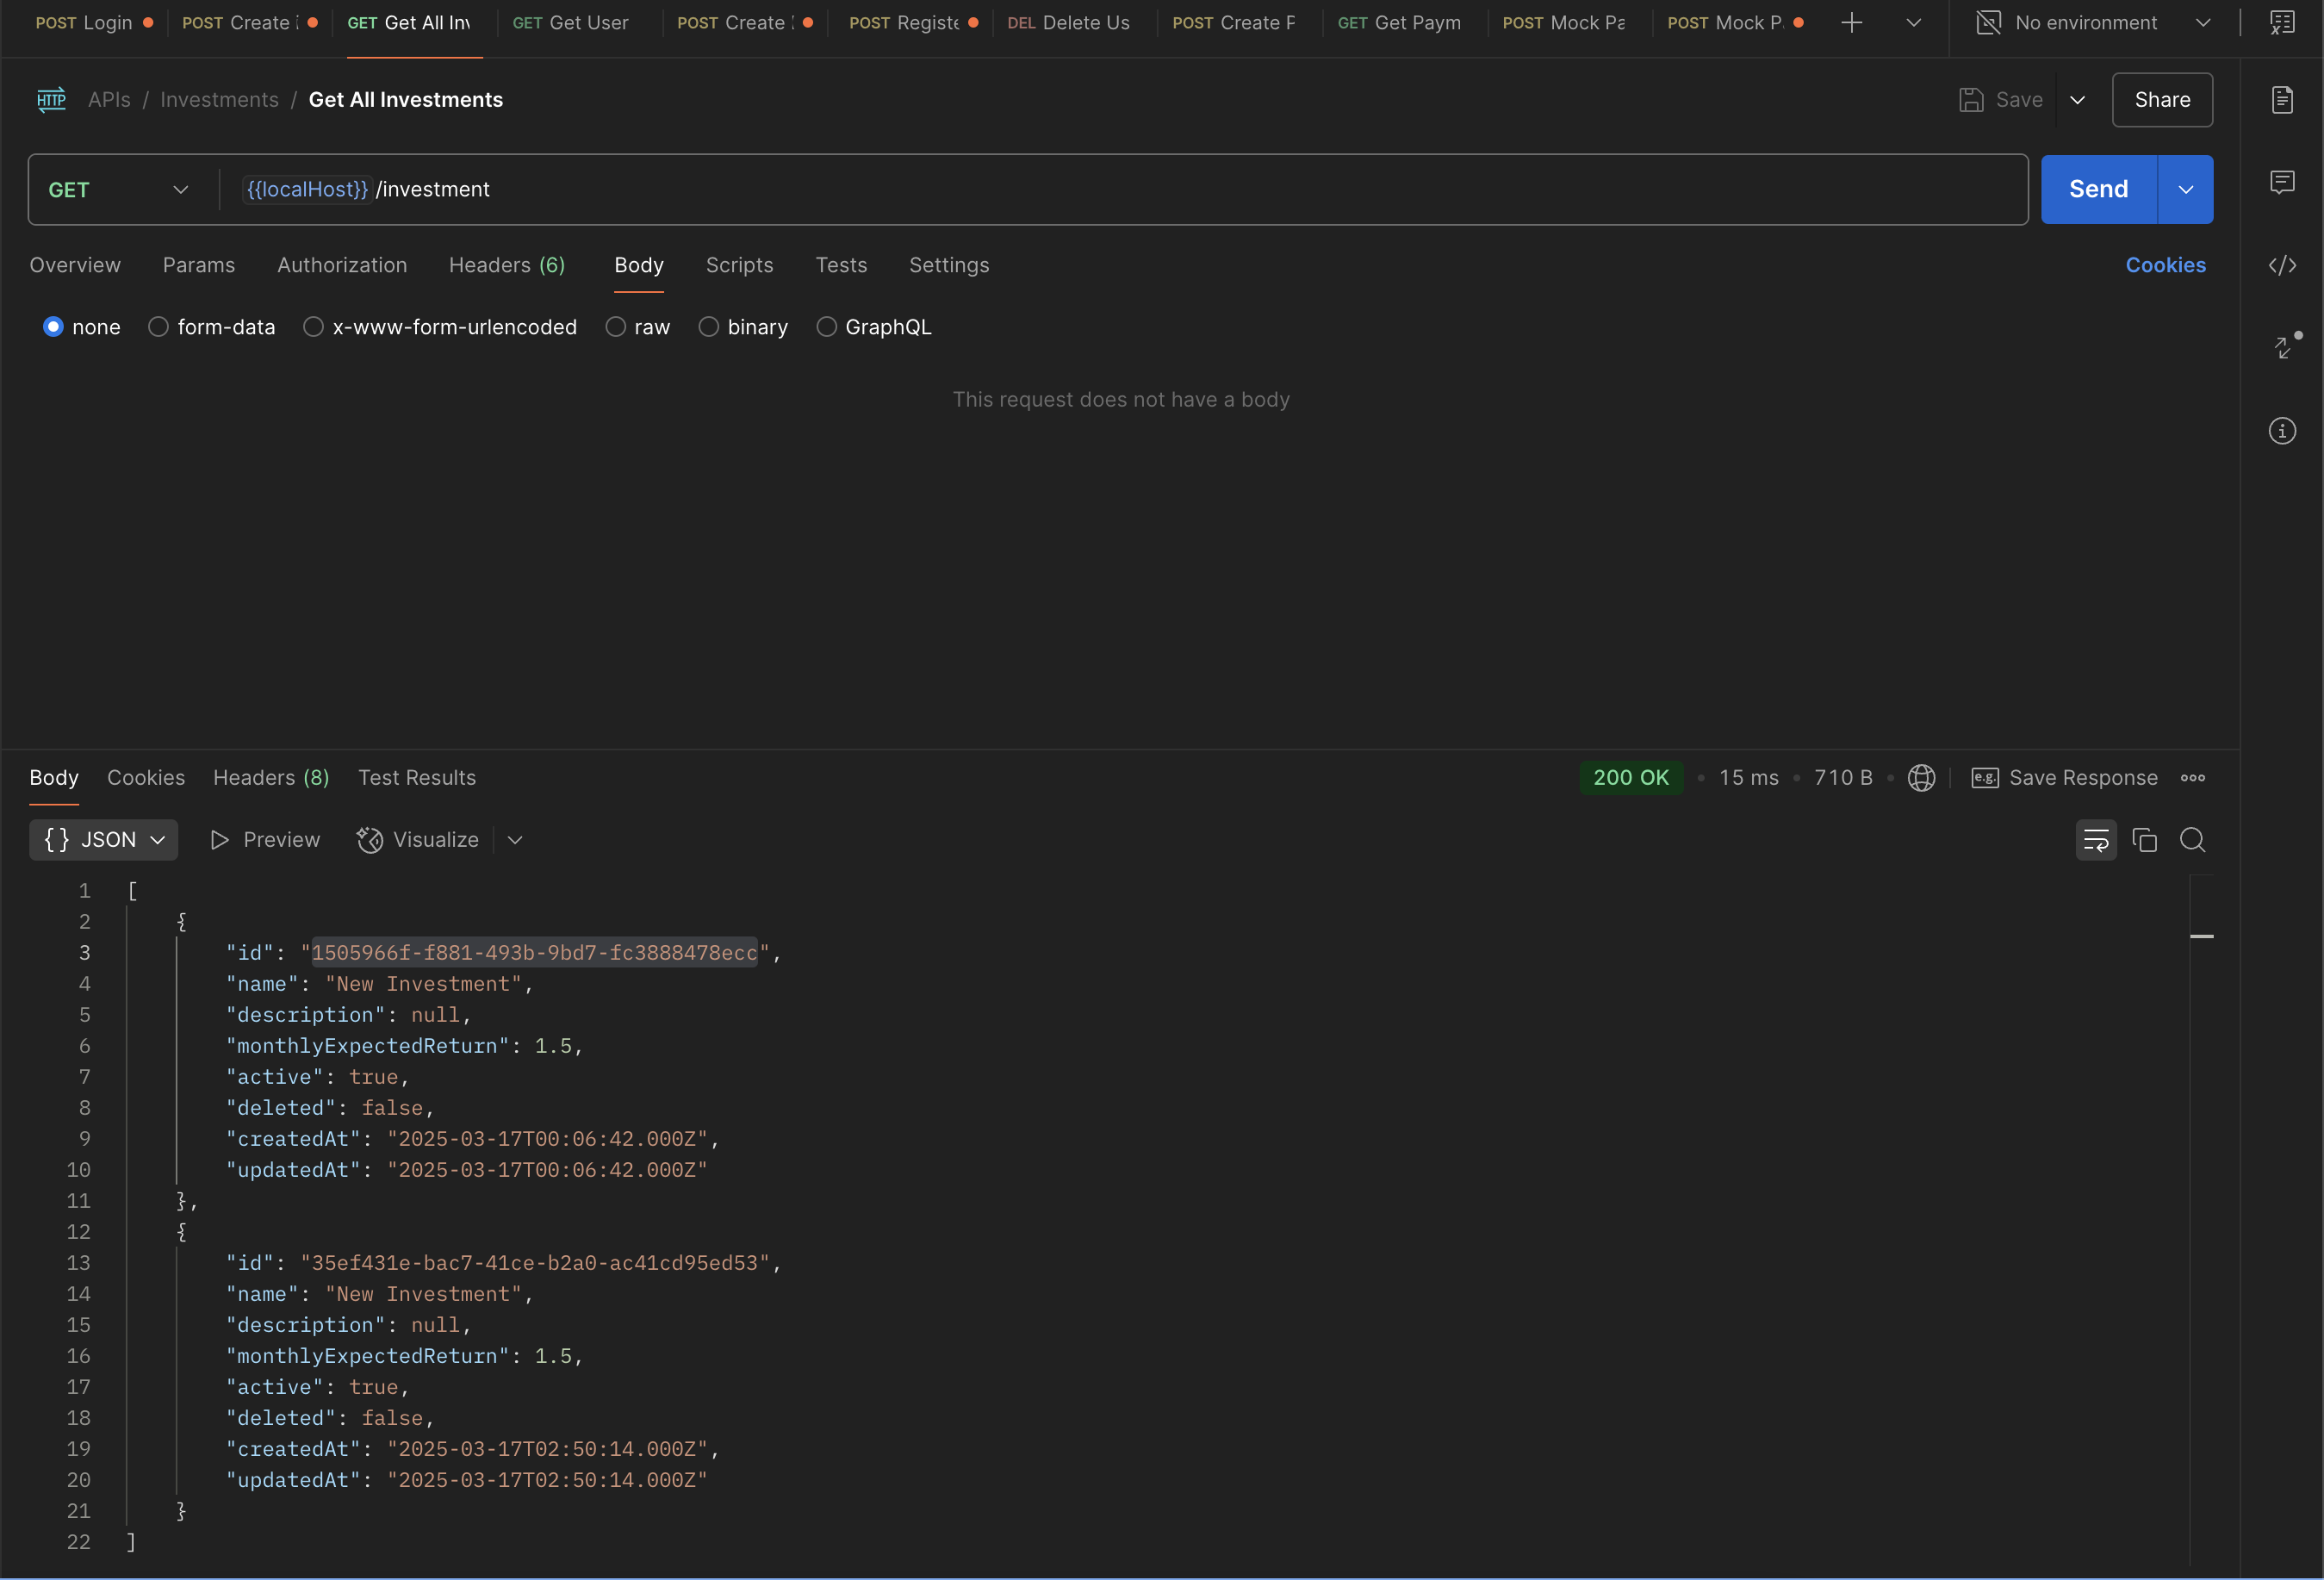 POST Login POST Create GET Get All Inv GET Get User POST Create POST Registe DEL Delete Us POST Create F GET Get Paym POST Mock Pa POST Mock P. No environment
HTTP APIs / Investments / Get All Investments Save Share
GET {{localHost}}/investment Send
Overview Params Authorization Headers (6) Body Scripts Tests Settings Cookies
none form-data x-www-form-urlencoded raw binary GraphQL
This request does not have a body
Body Cookies Headers (8) Test Results 200 OK • 15 ms • 710 B • e.g. Save Response
{} JSON Preview Visualize
1 [
2 {
3 "id": "1505966f-f881-493b-9bd7-fc3888478ecc",
4 "name": "New Investment",
5 "description": null,
6 "monthlyExpectedReturn": 1.5,
7 "active": true,
8 "deleted": false,
9 "createdAt": "2025-03-17T00:06:42.000Z",
10 "updatedAt": "2025-03-17T00:06:42.000Z"
11 },
12 {
13 "id": "35ef431e-bac7-41ce-b2a0-ac41cd95ed53",
14 "name": "New Investment",
15 "description": null,
16 "monthlyExpectedReturn": 1.5,
17 "active": true,
18 "deleted": false,
19 "createdAt": "2025-03-17T02:50:14.000Z",
20 "updatedAt": "2025-03-17T02:50:14.000Z"
21 }
22 ]